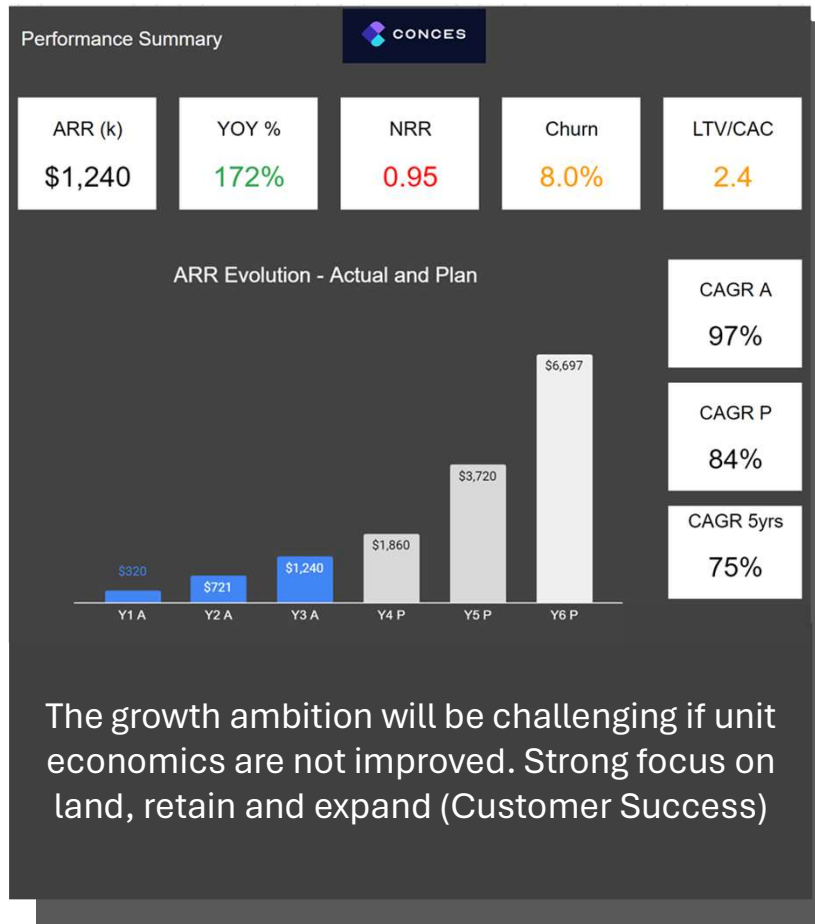 Performance Summary
CONCES
ARR (k)
$1,240
YOY %
172%
NRR
0.95
Churn
8.0%
LTV/CAC
2.4
ARR Evolution - Actual and Plan
$320
$721
$1,240
$1,860
$3,720
$6,697
Y1 A
Y2 A
Y3 A
Y4 P
Y5 P
Y6 P
CAGR A
97%
CAGR P
84%
CAGR 5yrs
75%
The growth ambition will be challenging if unit
economics are not improved. Strong focus on
land, retain and expand (Customer Success)